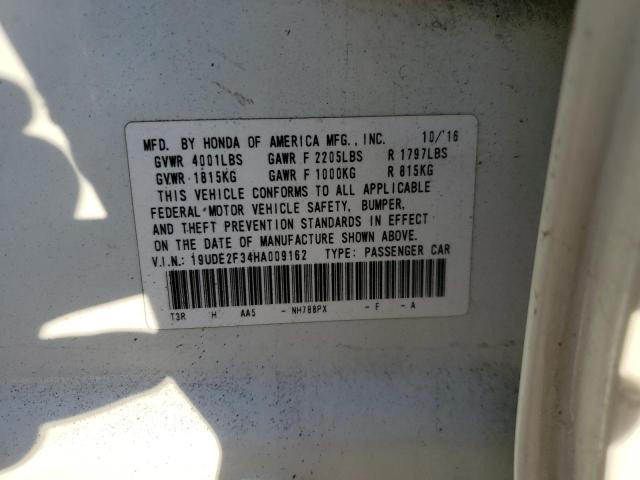 MFD. BY HONDA OF AMERICA MFG., INC. 10/'16
GVWR 4001LBS GAWR F 2205LBS R 1797LBS
GVWR 1815KG GAWR F 1000KG R 815KG
THIS VEHICLE CONFORMS TO ALL APPLICABLE
FEDERAL MOTOR VEHICLE SAFETY, BUMPER,
AND THEFT PREVENTION STANDARDS IN EFFECT
ON THE DATE OF MANUFACTURE SHOWN ABOVE.
V.I.N.: 19UDE2F34HA009162 TYPE: PASSENGER CAR
T3R H AA5 - NH788PX - F - A